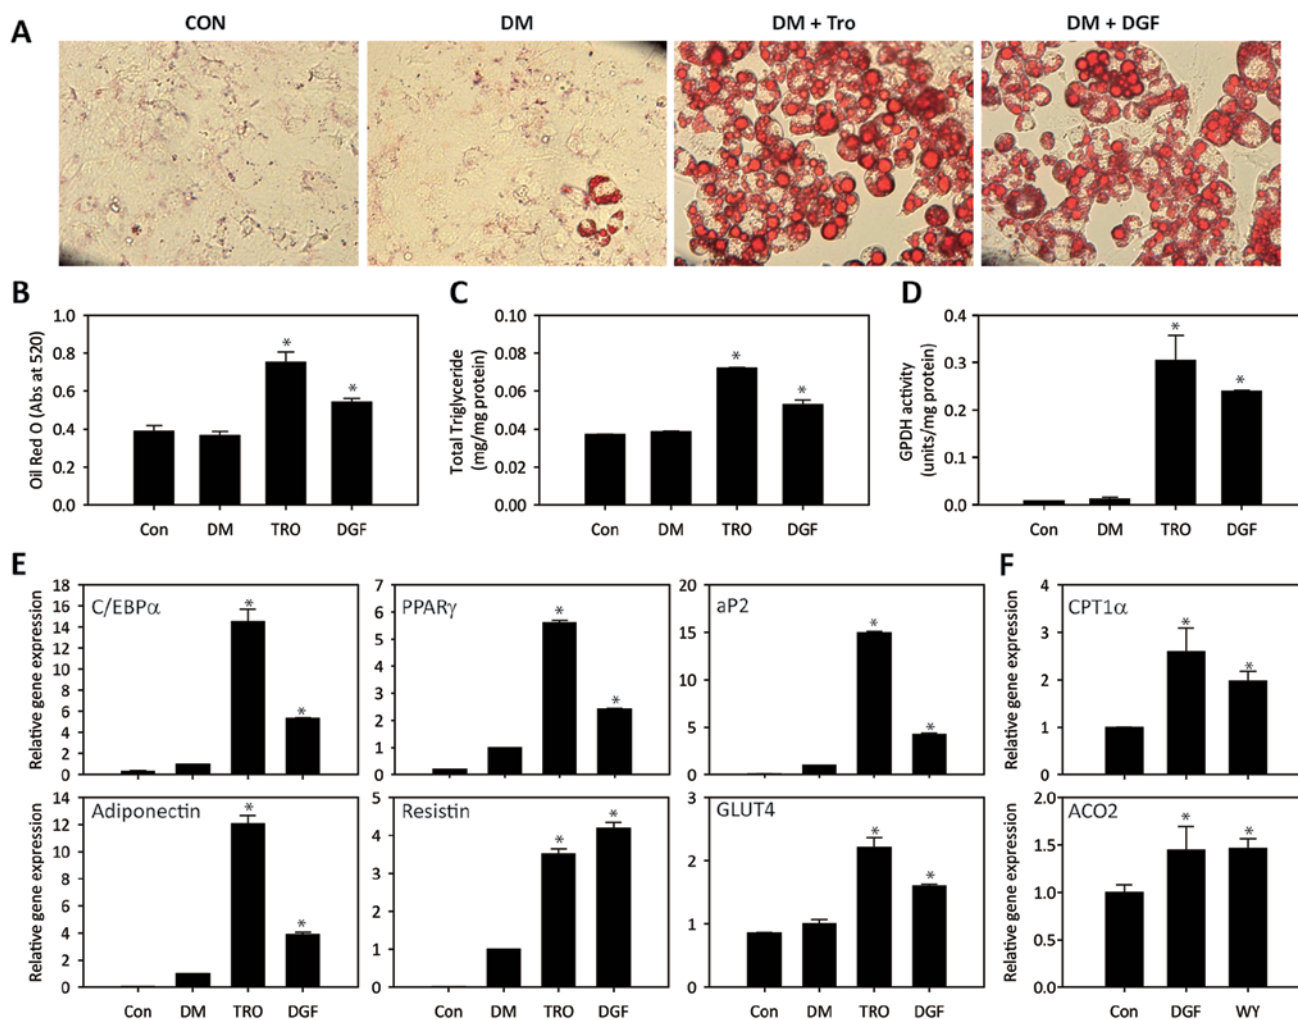 A
CON
DM
DM + Tro
DM + DGF
B
Oil Red O (Abs at 520)
1.0
0.8
0.6
0.4
0.2
0.0
Con DM TRO DGF
*
*
C
Total Triglyceride
(mg/mg protein)
0.10
0.08
0.06
0.04
0.02
0.00
Con DM TRO DGF
*
*
D
GPDH activity
(units/mg protein)
0.4
0.3
0.2
0.1
0.0
Con DM TRO DGF
*
*
E
Relative gene expression
18
16
14
12
10
8
6
4
2
0
C/EBPα
*
*
7
6
5
4
3
2
1
0
PPARγ
*
*
20
15
10
5
0
aP2
*
*
Relative gene expression
14
12
10
8
6
4
2
0
Adiponectin
*
*
Con DM TRO DGF
5
4
3
2
1
0
Resistin
*
*
Con DM TRO DGF
3
2
1
0
GLUT4
*
*
Con DM TRO DGF
F
Relative gene expression
4
3
2
1
0
CPT1α
*
*
Relative gene expression
2.0
1.5
1.0
0.5
0.0
ACO2
*
*
Con DGF WY